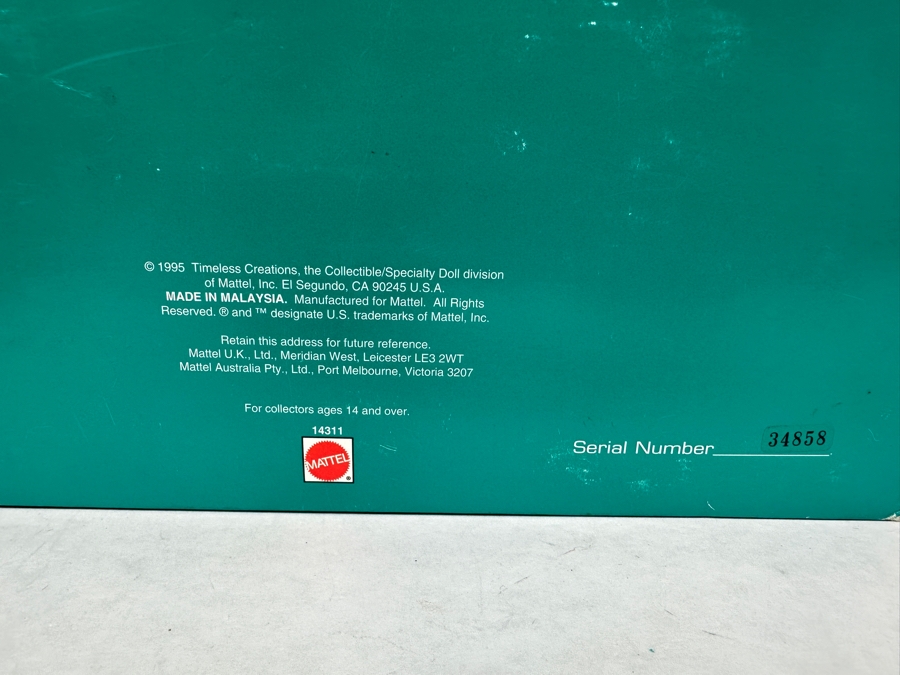 © 1995 Timeless Creations, the Collectible/Specialty Doll division
of Mattel, Inc. El Segundo, CA 90245 U.S.A.
MADE IN MALAYSIA. Manufactured for Mattel. All Rights
Reserved. ® and ™ designate U.S. trademarks of Mattel, Inc.
Retain this address for future reference.
Mattel U.K., Ltd., Meridian West, Leicester LE3 2WT
Mattel Australia Pty., Ltd., Port Melbourne, Victoria 3207
For collectors ages 14 and over.
14311
MATTEL®
Serial Number 34858